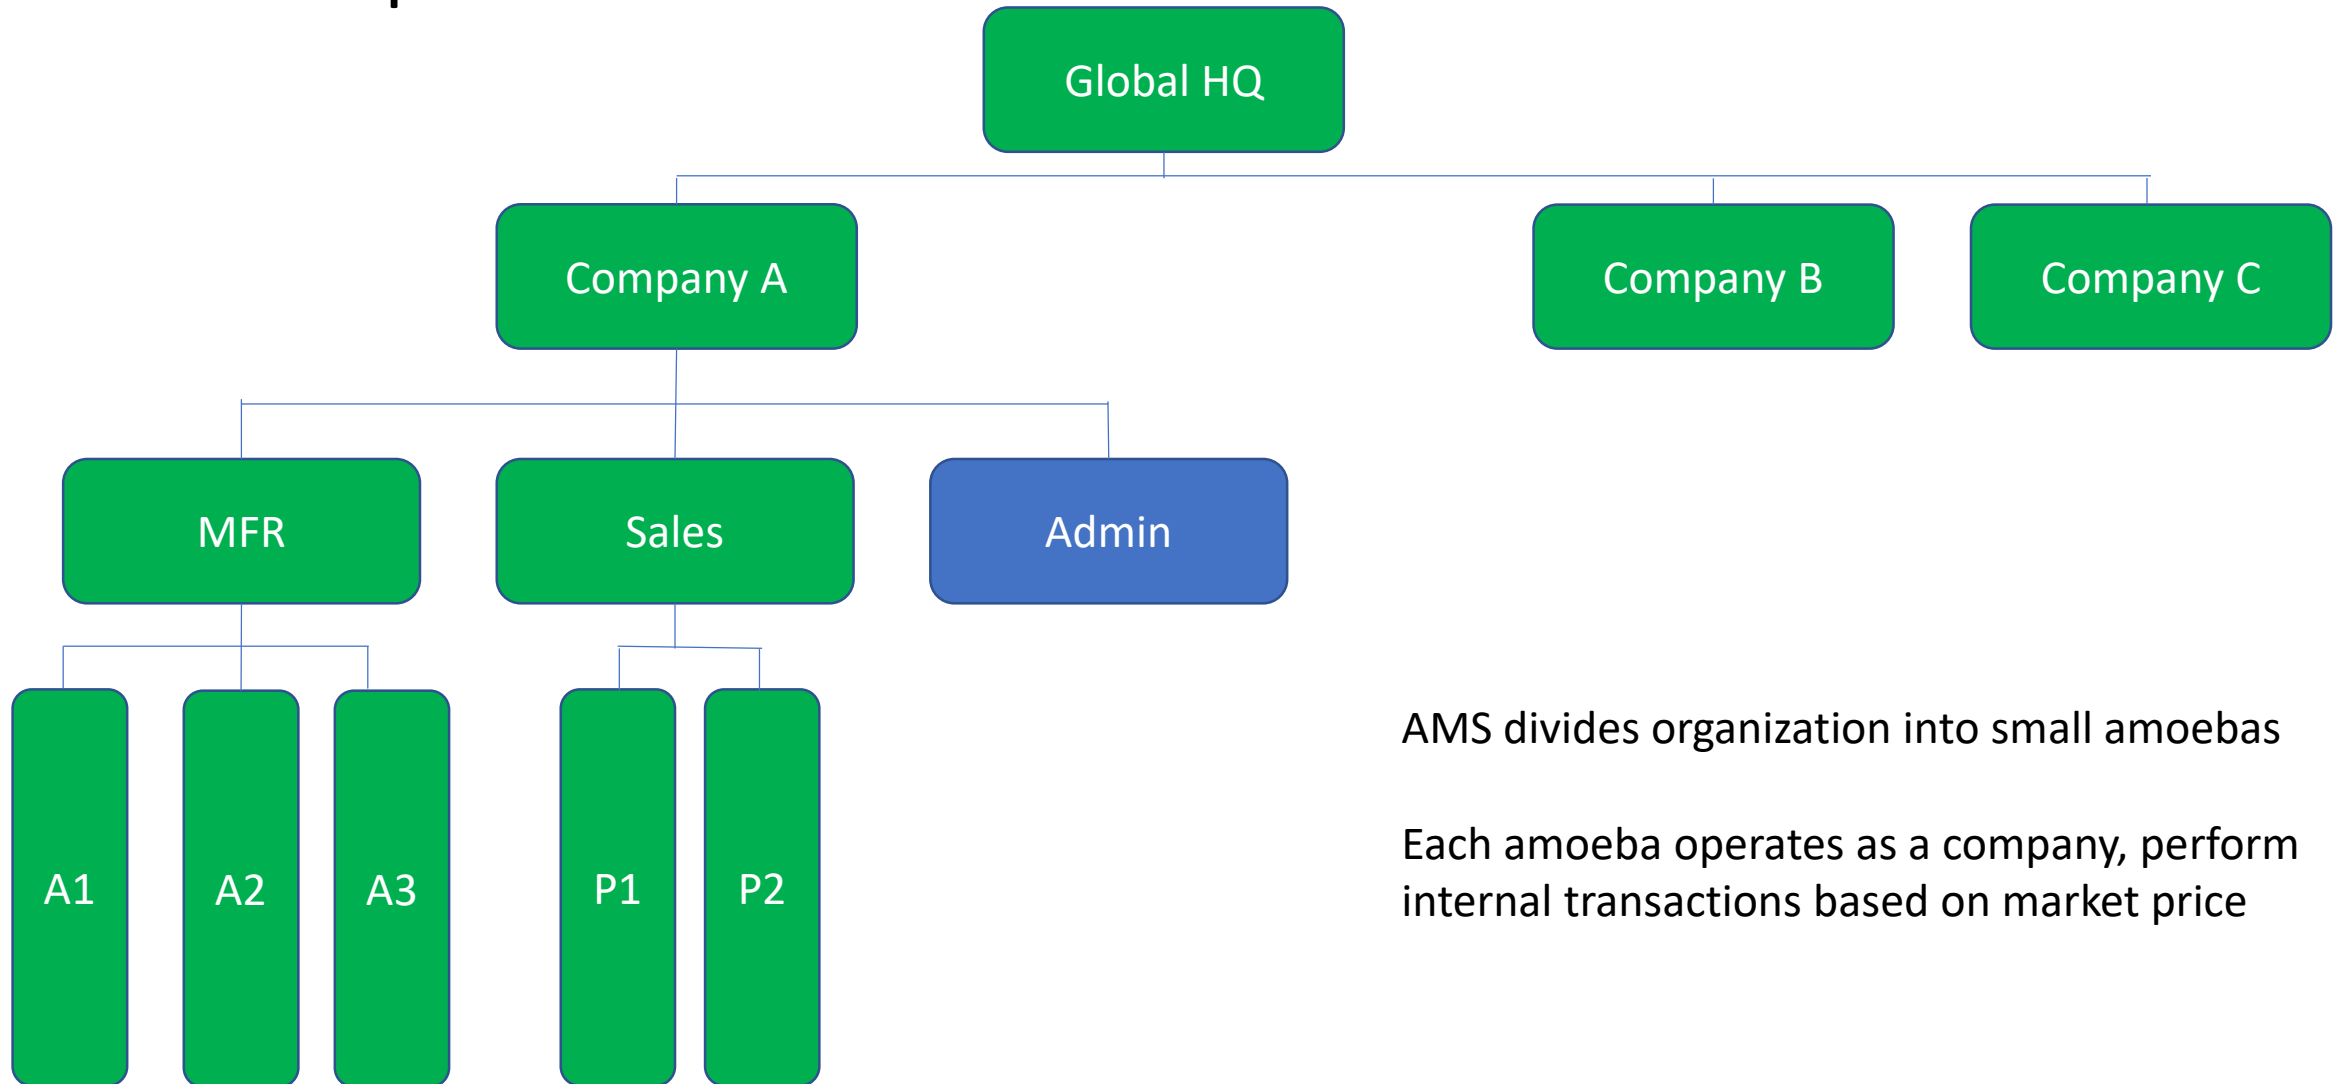 Global HQ
Company A
Company B
Company C
MFR
Sales
Admin
A1
A2
A3
P1
P2
AMS divides organization into small amoebas
Each amoeba operates as a company, perform
internal transactions based on market price